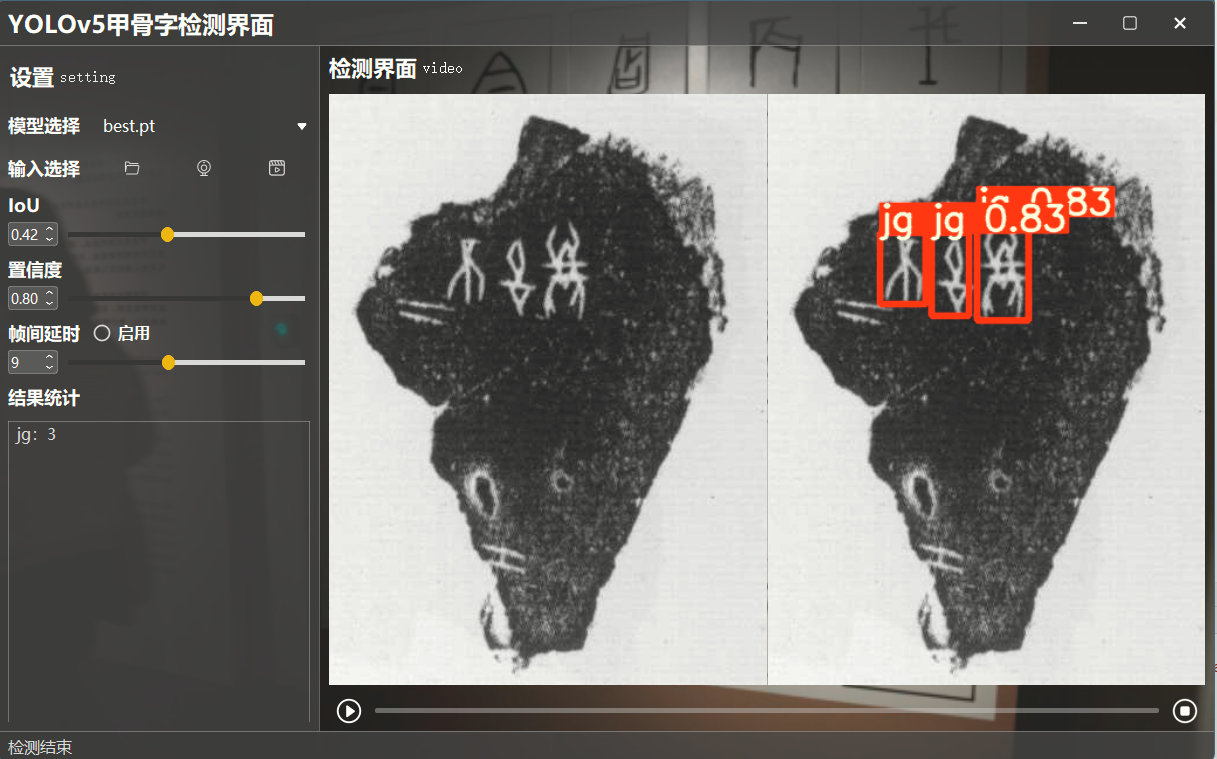 YOLOv5甲骨字检测界面
设置 setting
模型选择 best.pt
输入选择
IoU
0.42
置信度
0.80
帧间延时 启用
9
结果统计
jg: 3
检测界面 video
jg jg 0.83
0.83
检测结束